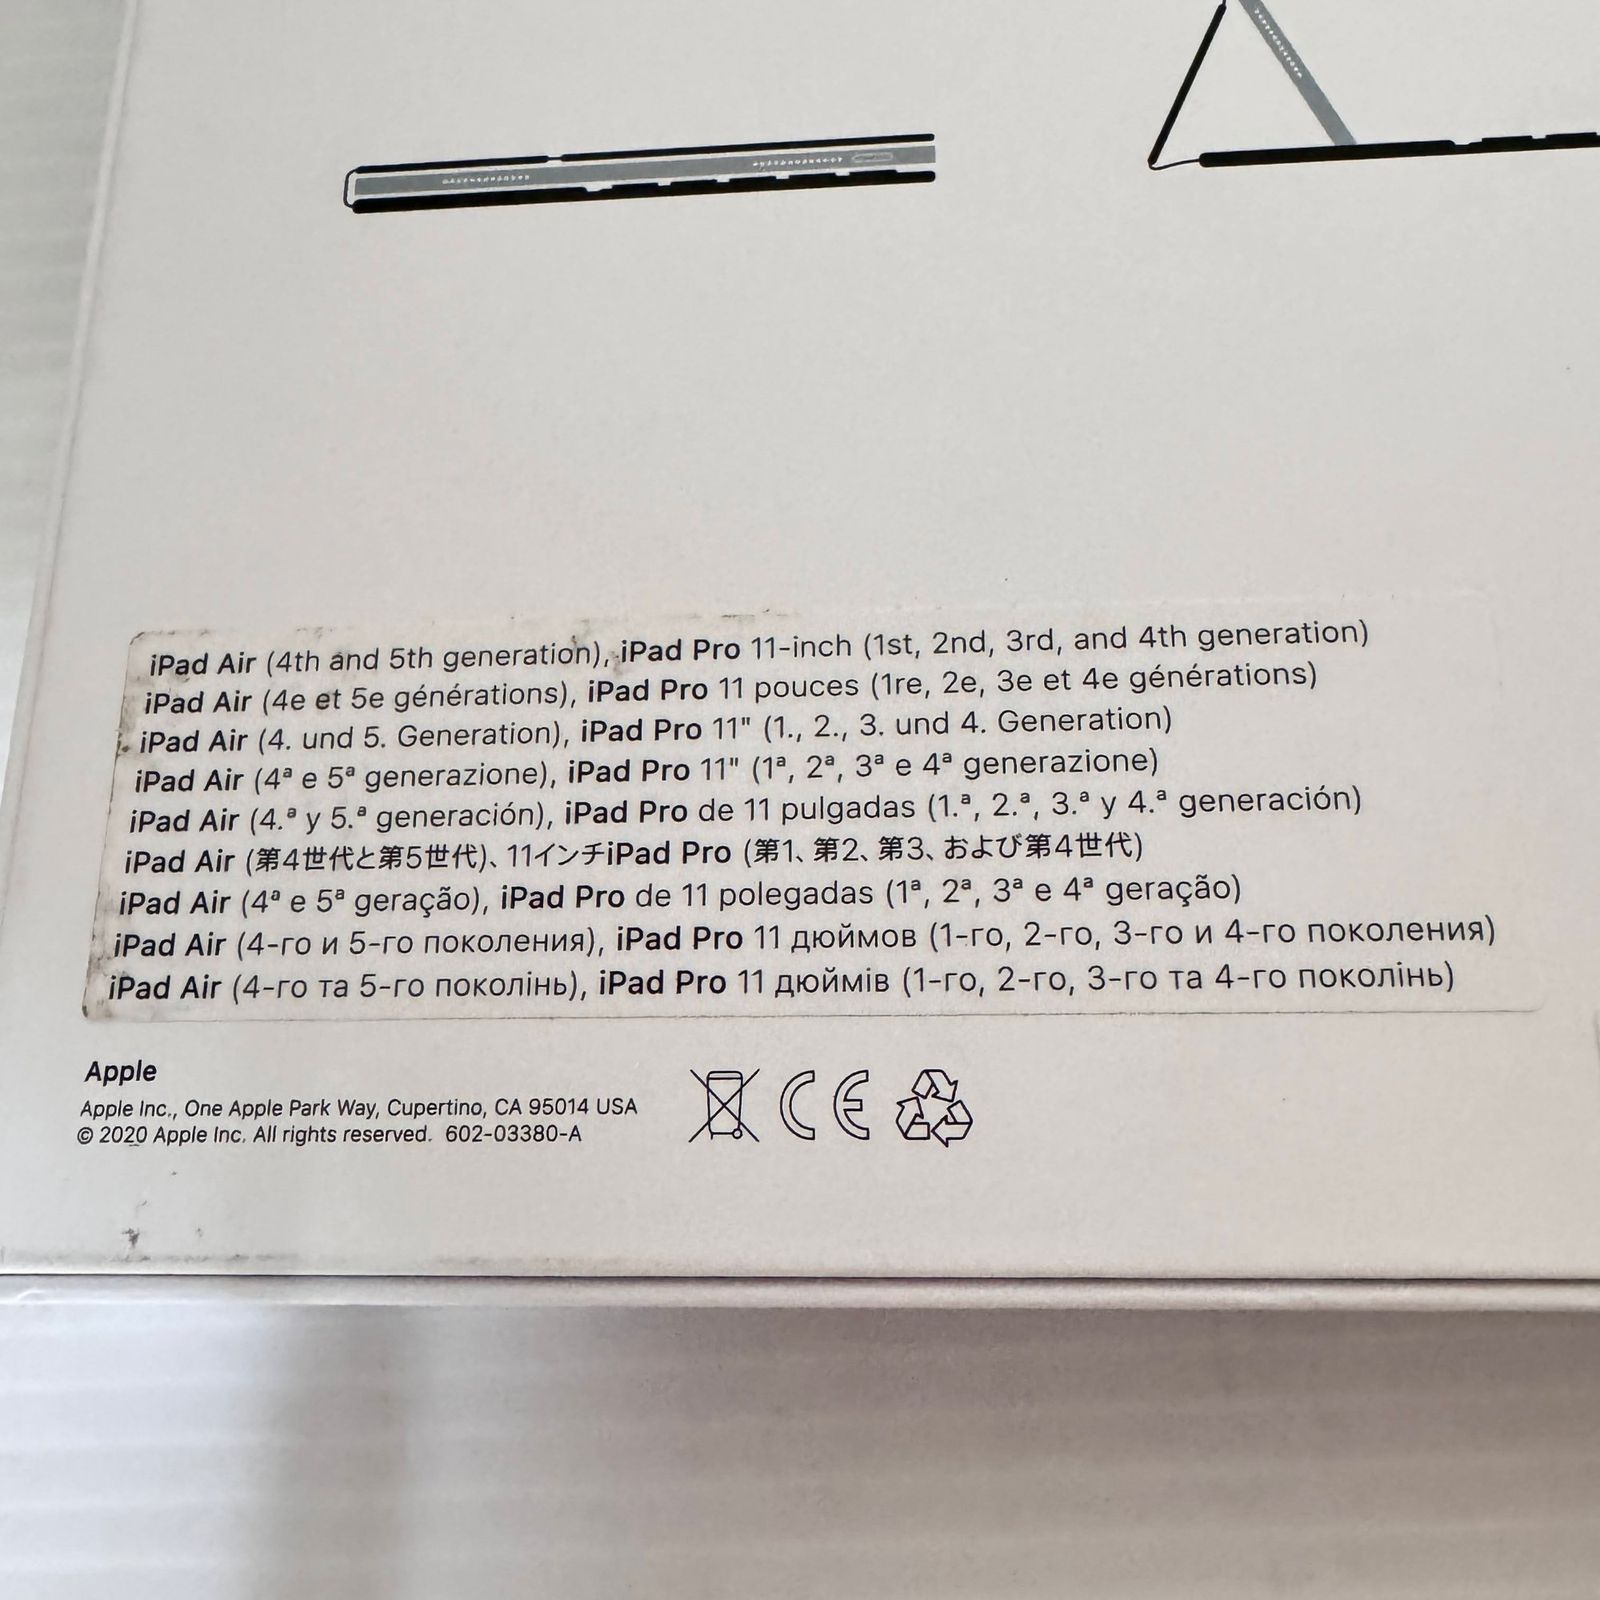 iPad Air (4th and 5th generation), iPad Pro 11-inch (1st, 2nd, 3rd, and 4th generation)
iPad Air (4e et 5e générations), iPad Pro 11 pouces (1re, 2e, 3e et 4e générations)
iPad Air (4. und 5. Generation), iPad Pro 11" (1., 2., 3. und 4. Generation)
iPad Air (4ª e 5ª generazione), iPad Pro 11" (1ª, 2ª, 3ª e 4ª generazione)
iPad Air (4.ª y 5.ª generación), iPad Pro de 11 pulgadas (1.ª, 2.ª, 3.ª y 4.ª generación)
iPad Air (第4世代と第5世代)、11インチiPad Pro (第1、第2、第3、および第4世代)
iPad Air (4ª e 5ª geração), iPad Pro de 11 polegadas (1ª, 2ª, 3ª e 4ª geração)
iPad Air (4-го и 5-го поколения), iPad Pro 11 дюймов (1-го, 2-го, 3-го и 4-го поколения)
iPad Air (4-го та 5-го поколінь), iPad Pro 11 дюймів (1-го, 2-го, 3-го та 4-го поколінь)
Apple
Apple Inc., One Apple Park Way, Cupertino, CA 95014 USA
© 2020 Apple Inc. All rights reserved. 602-03380-A
CE